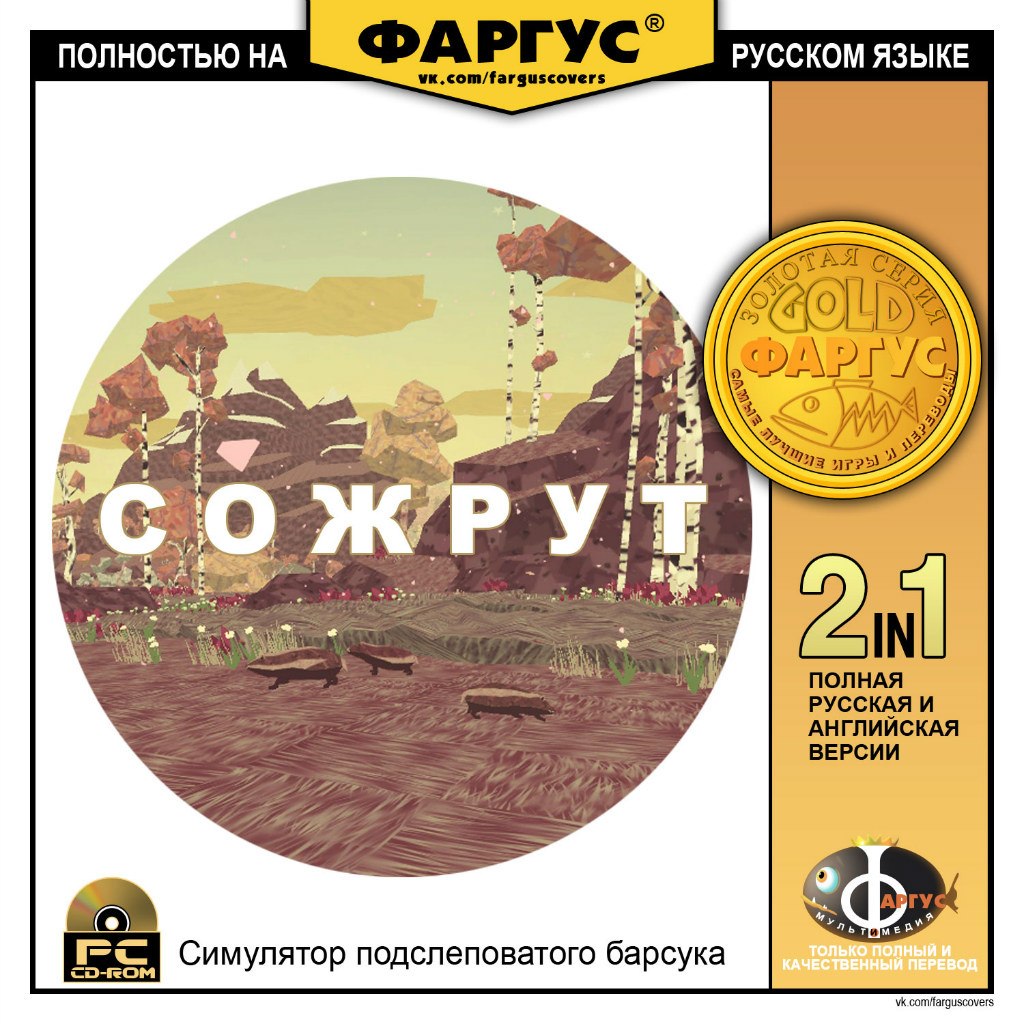 ПОЛНОСТЬЮ НА
ФАРГУС®
vk.com/farguscovers
РУССКОМ ЯЗЫКЕ
ЗОЛОТАЯ СЕРИЯ
GOLD
ФАРГУС
САМЫЕ ЛУЧШИЕ ИГРЫ И ПЕРЕВОДЫ
СОЖРУТ
2IN1
ПОЛНАЯ
РУССКАЯ И
АНГЛИЙСКАЯ
ВЕРСИИ
ФАРГУС
МУЛЬТИМЕДИЯ
ТОЛЬКО ПОЛНЫЙ И
КАЧЕСТВЕННЫЙ ПЕРЕВОД
PC
CD-ROM
Симулятор подслеповатого барсука
vk.com/farguscovers